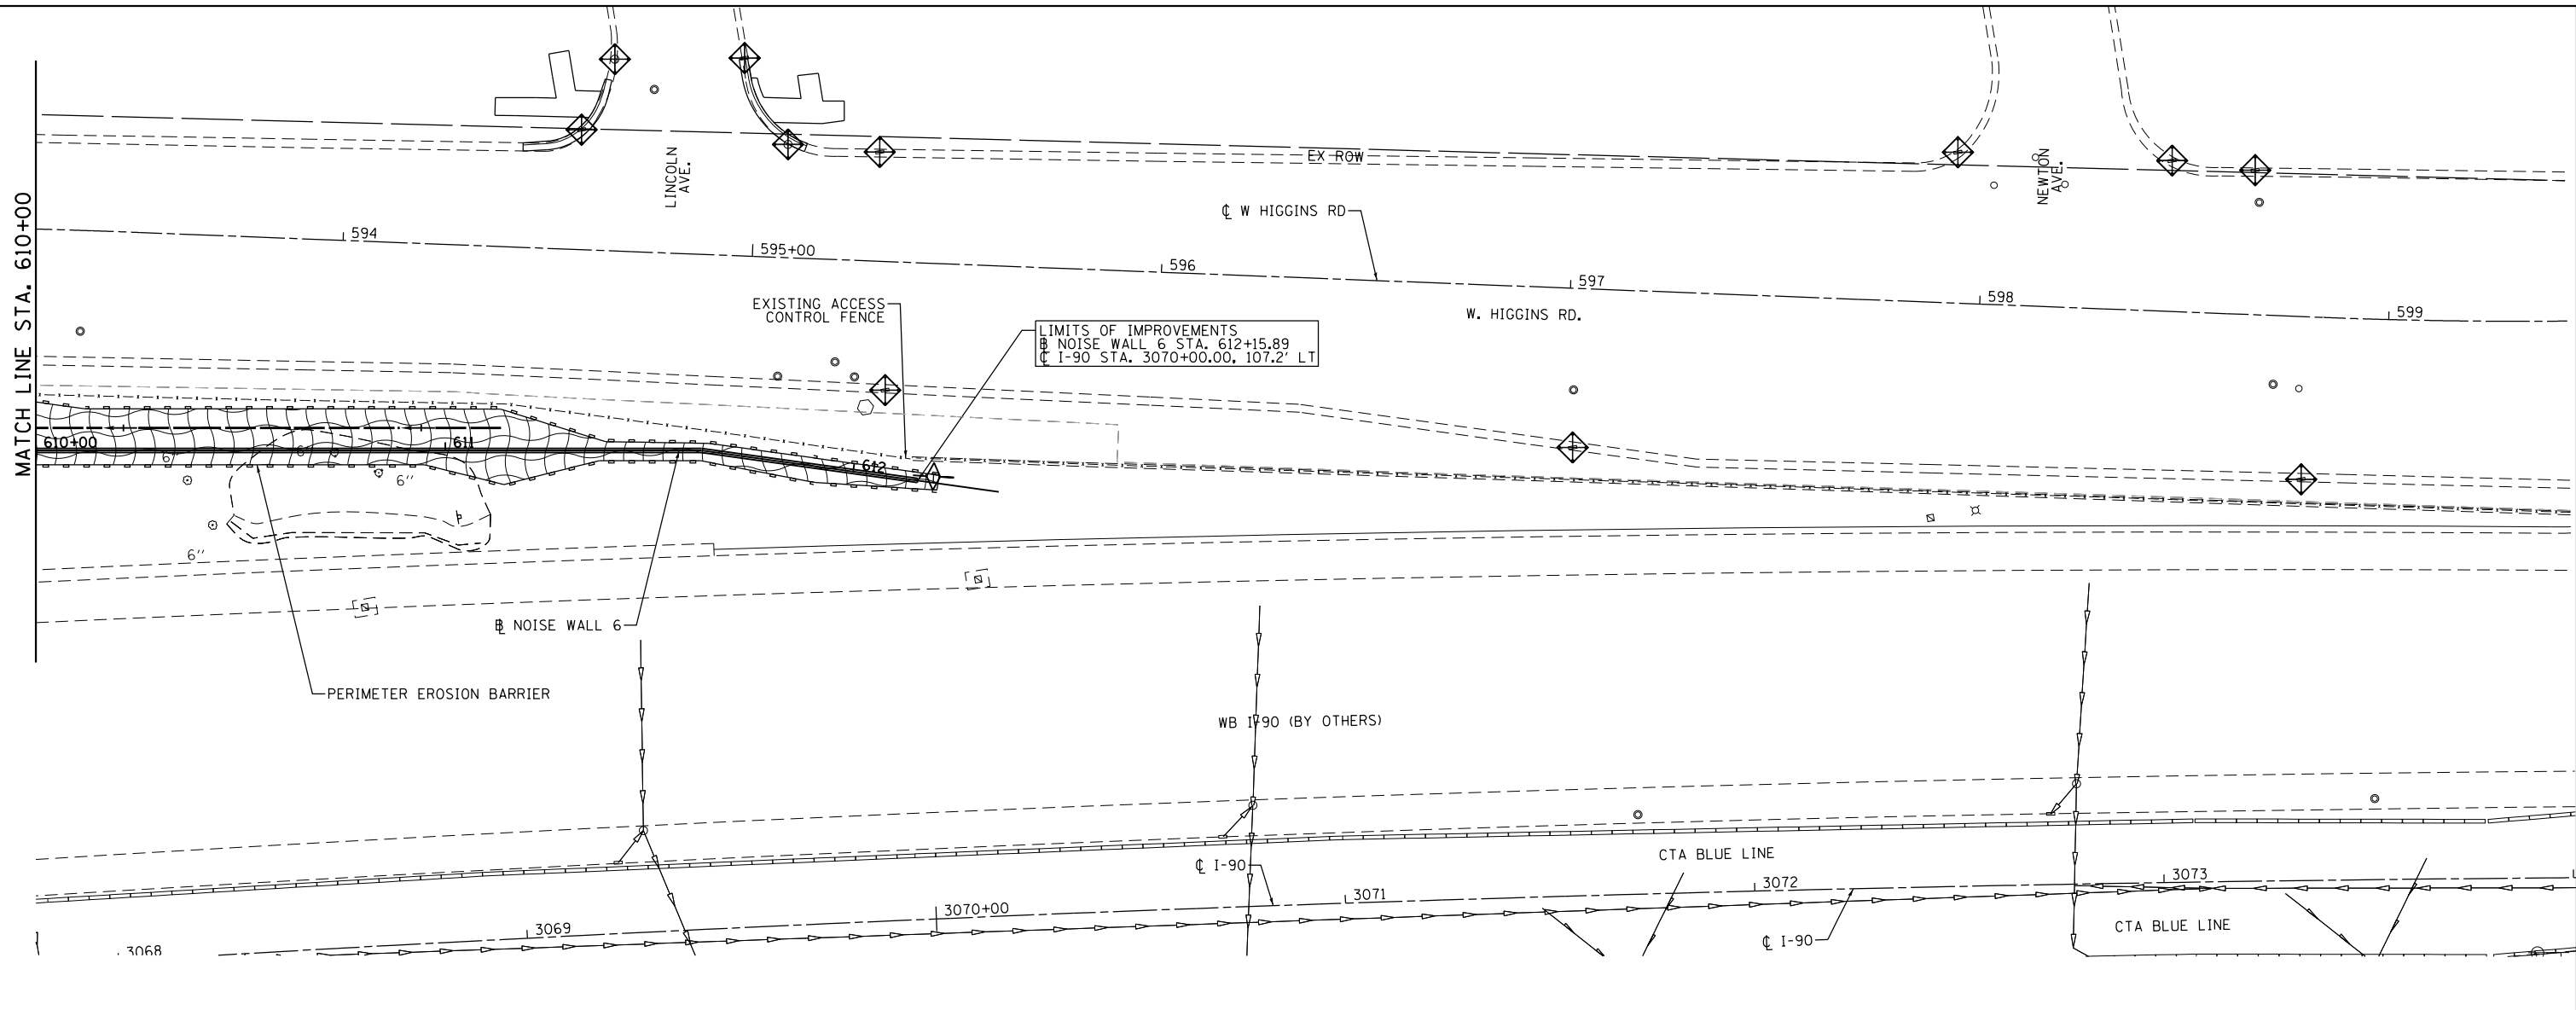 MATCH LINE STA. 610+00
LINCOLN
AVE.
EX ROW
NEWTON
AVE.
℄ W HIGGINS RD
594
595+00
596
597
598
599
W. HIGGINS RD.
EXISTING ACCESS
CONTROL FENCE
LIMITS OF IMPROVEMENTS
B NOISE WALL 6 STA. 612+15.89
℄ I-90 STA. 3070+00.00, 107.2' LT
610+00
611
612
6"
6"
6"
6"
B NOISE WALL 6
PERIMETER EROSION BARRIER
WB I-90 (BY OTHERS)
℄ I-90
CTA BLUE LINE
3068
3069
3070+00
3071
3072
3073
℄ I-90
CTA BLUE LINE